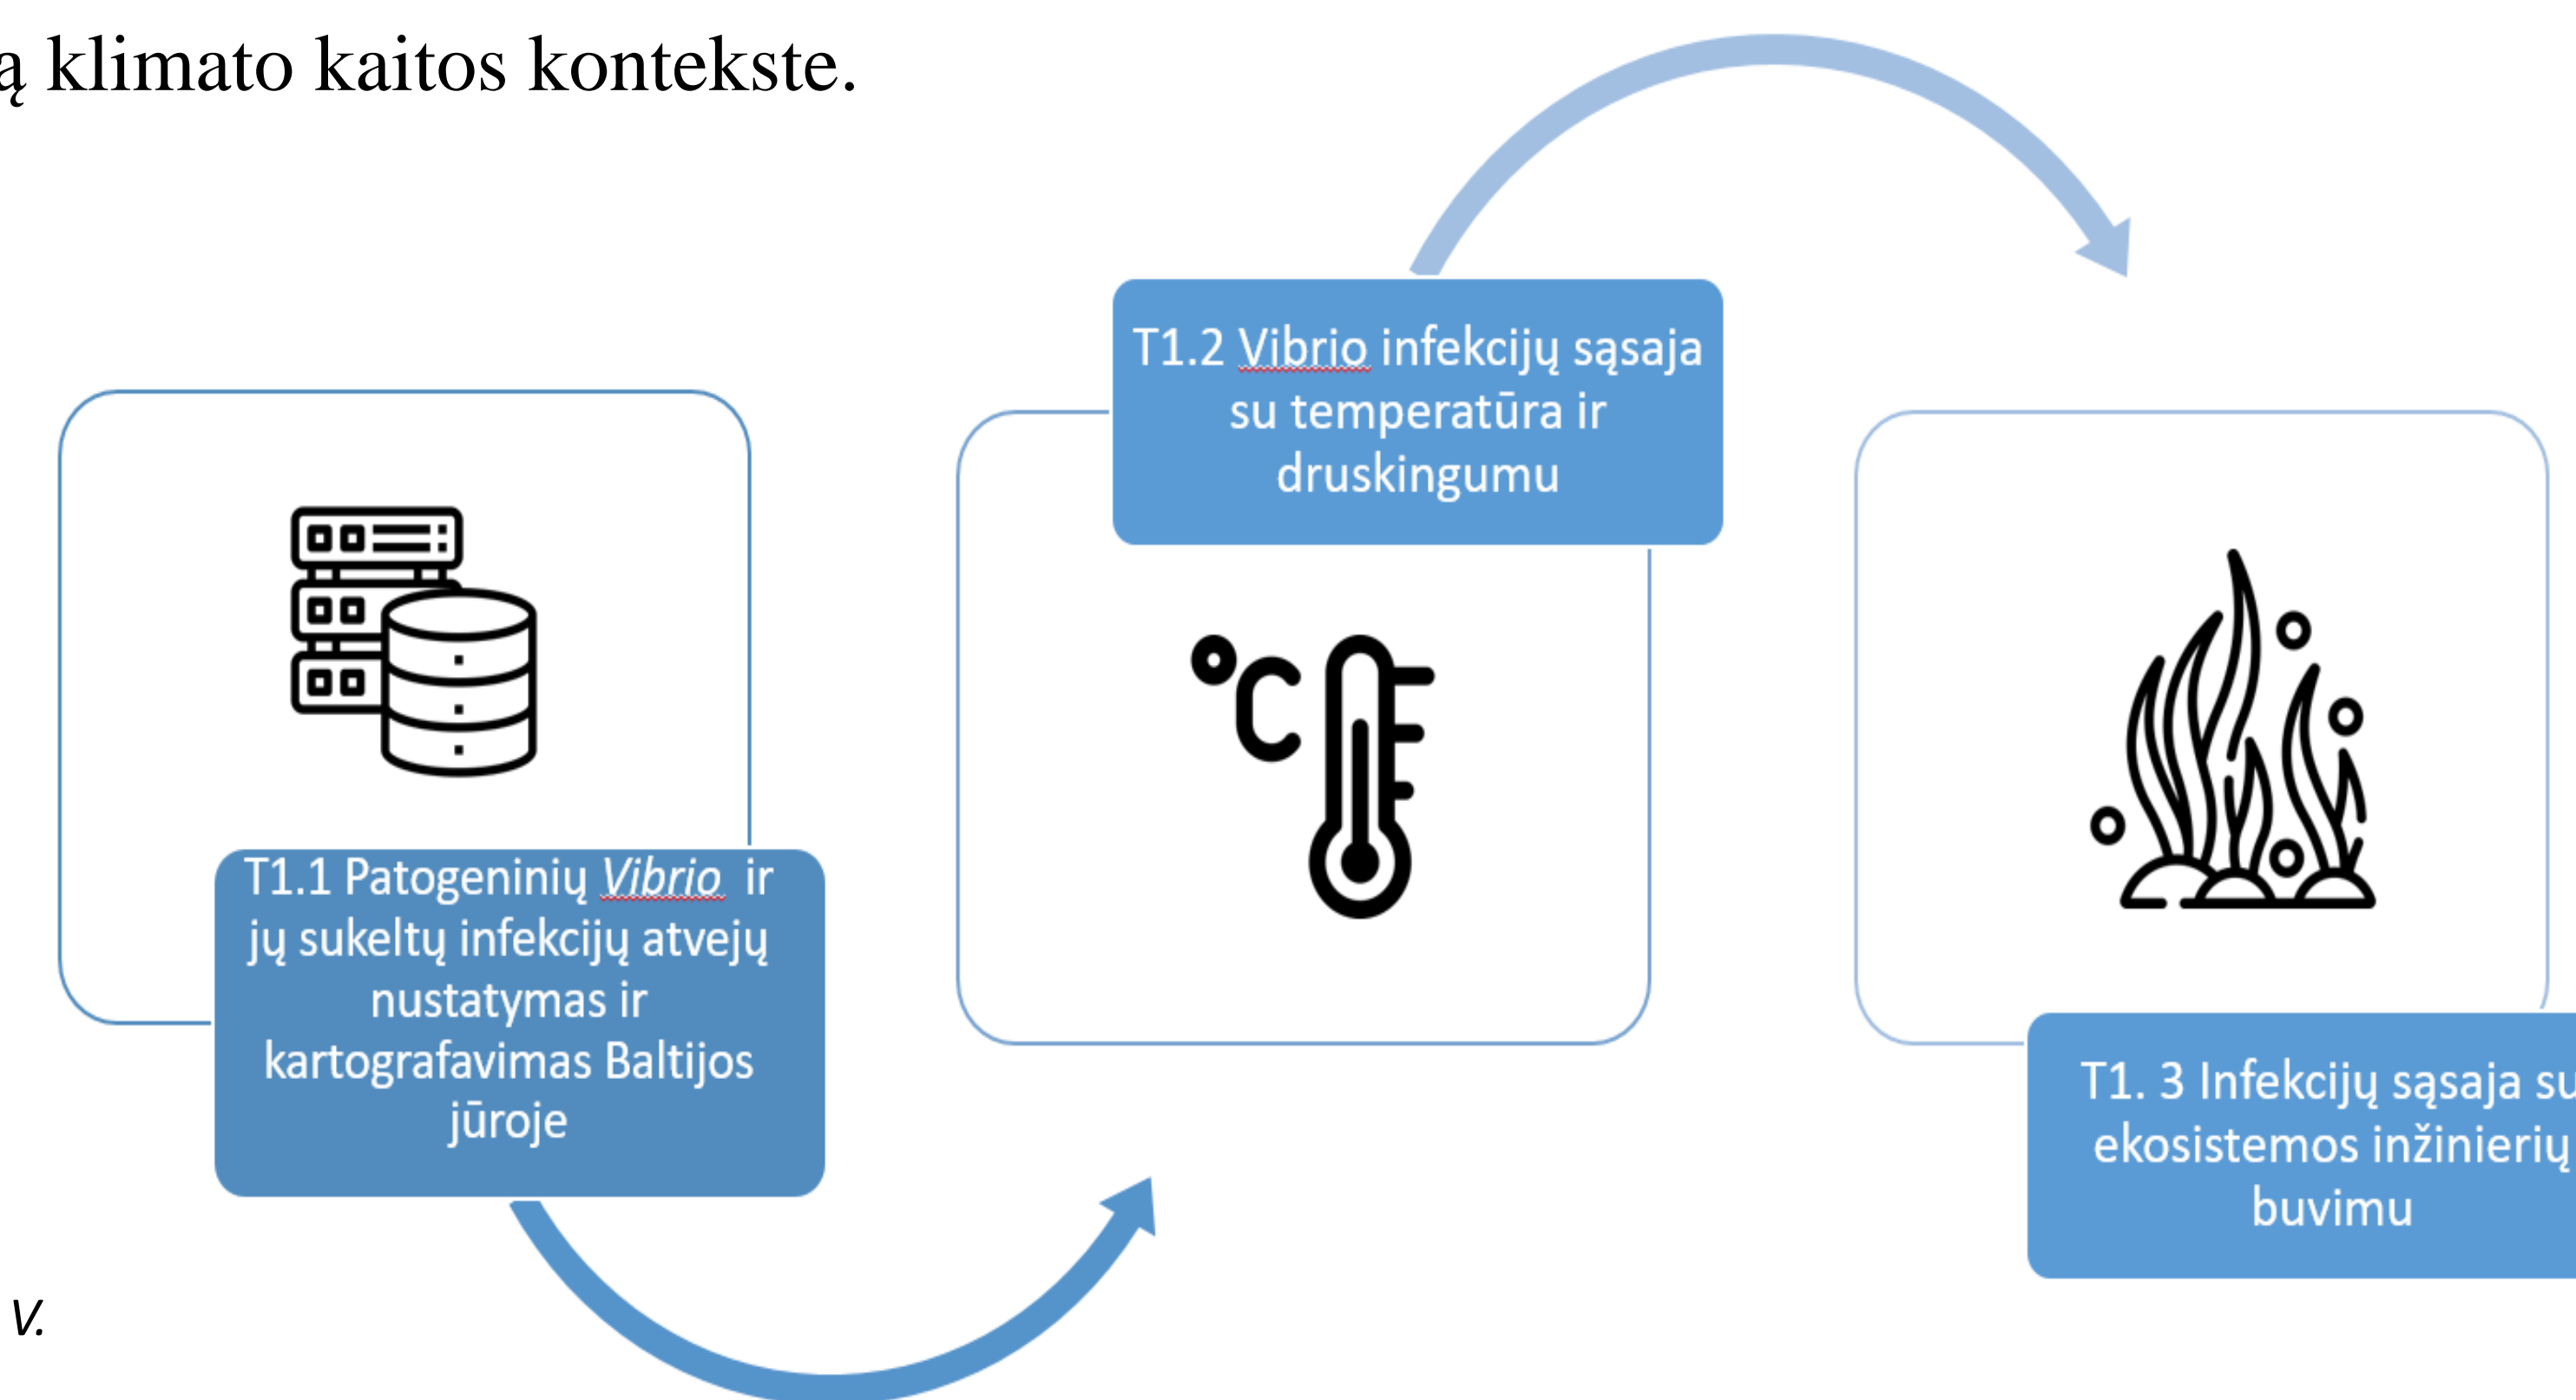 ą klimato kaitos kontekste.
T1.1 Patogeninių Vibrio ir
jų sukeltų infekcijų atvejų
nustatymas ir
kartografavimas Baltijos
jūroje
T1.2 Vibrio infekcijų sąsaja
su temperatūra ir
druskingumu
°C
T1. 3 Infekcijų sąsaja su
ekosistemos inžinierių
buvimu
V.